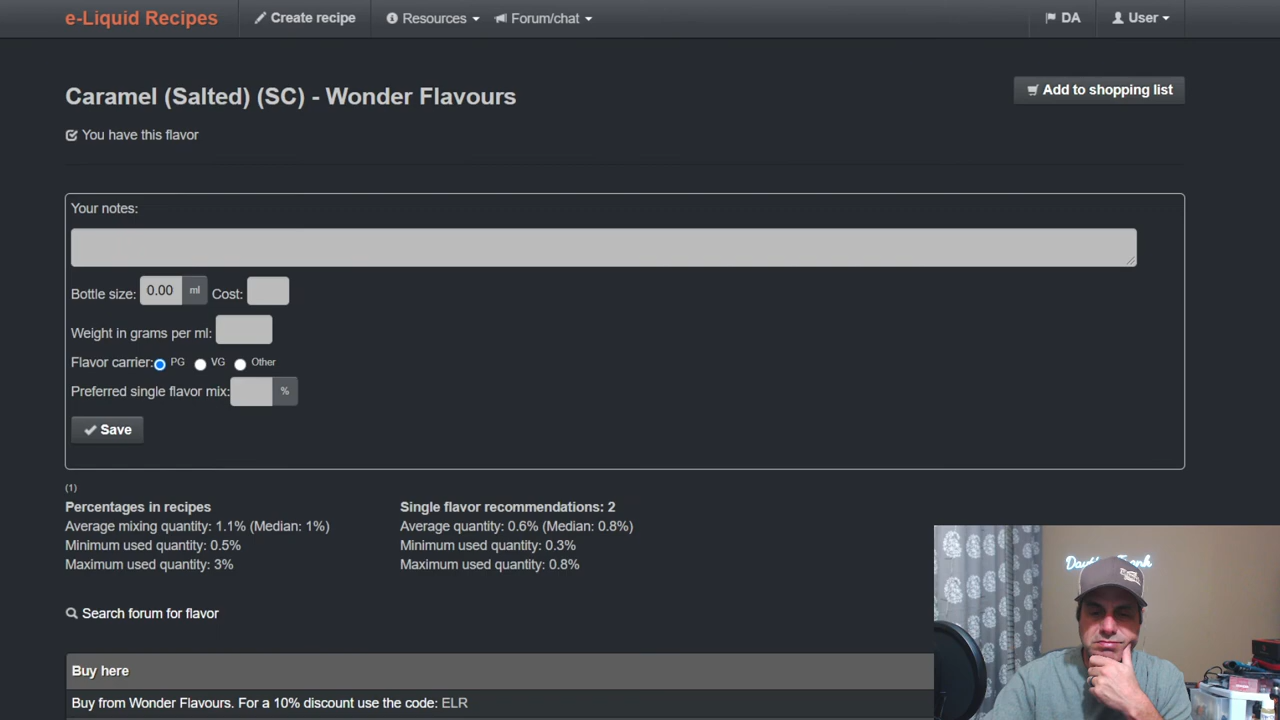 e-Liquid Recipes Create recipe Resources Forum/chat DA User
Caramel (Salted) (SC) - Wonder Flavours
Add to shopping list
You have this flavor
Your notes:
Bottle size: 0.00 ml Cost:
Weight in grams per ml:
Flavor carrier: PG VG Other
Preferred single flavor mix: %
Save
(1)
Percentages in recipes
Average mixing quantity: 1.1% (Median: 1%)
Minimum used quantity: 0.5%
Maximum used quantity: 3%
Single flavor recommendations: 2
Average quantity: 0.6% (Median: 0.8%)
Minimum used quantity: 0.3%
Maximum used quantity: 0.8%
Search forum for flavor
Buy here
Buy from Wonder Flavours. For a 10% discount use the code: ELR